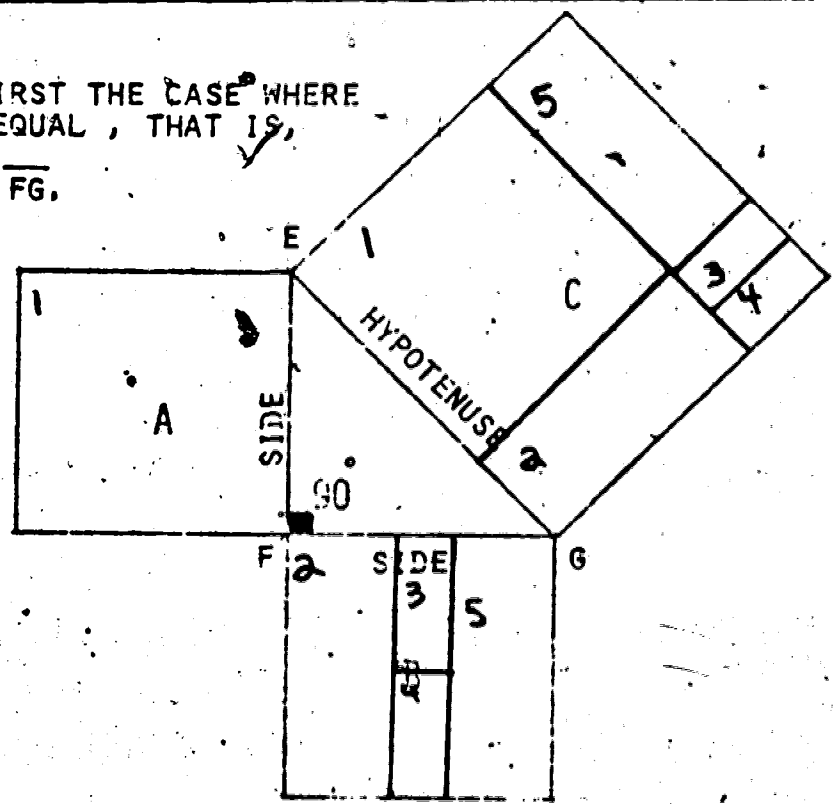 IRST THE CASE WHERE
EQUAL , THAT IS,
FG.
5
E
1
3
4
C
1
HYPOTENUSE
2
A
SIDE
90°
F
2
SIDE
G
3
5